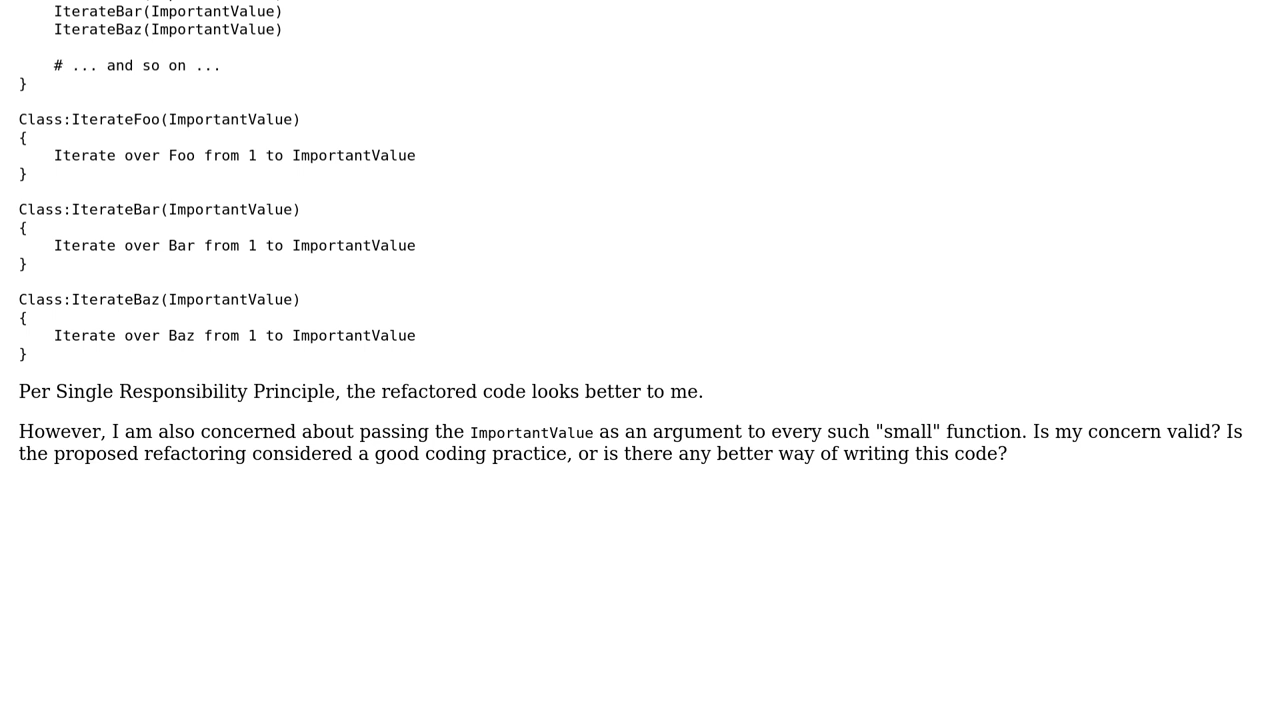 IterateBar(ImportantValue)
    IterateBaz(ImportantValue)

    # ... and so on ...
}

Class:IterateFoo(ImportantValue)
{
    Iterate over Foo from 1 to ImportantValue
}

Class:IterateBar(ImportantValue)
{
    Iterate over Bar from 1 to ImportantValue
}

Class:IterateBaz(ImportantValue)
{
    Iterate over Baz from 1 to ImportantValue
}

Per Single Responsibility Principle, the refactored code looks better to me.

However, I am also concerned about passing the ImportantValue as an argument to every such "small" function. Is my concern valid? Is
the proposed refactoring considered a good coding practice, or is there any better way of writing this code?